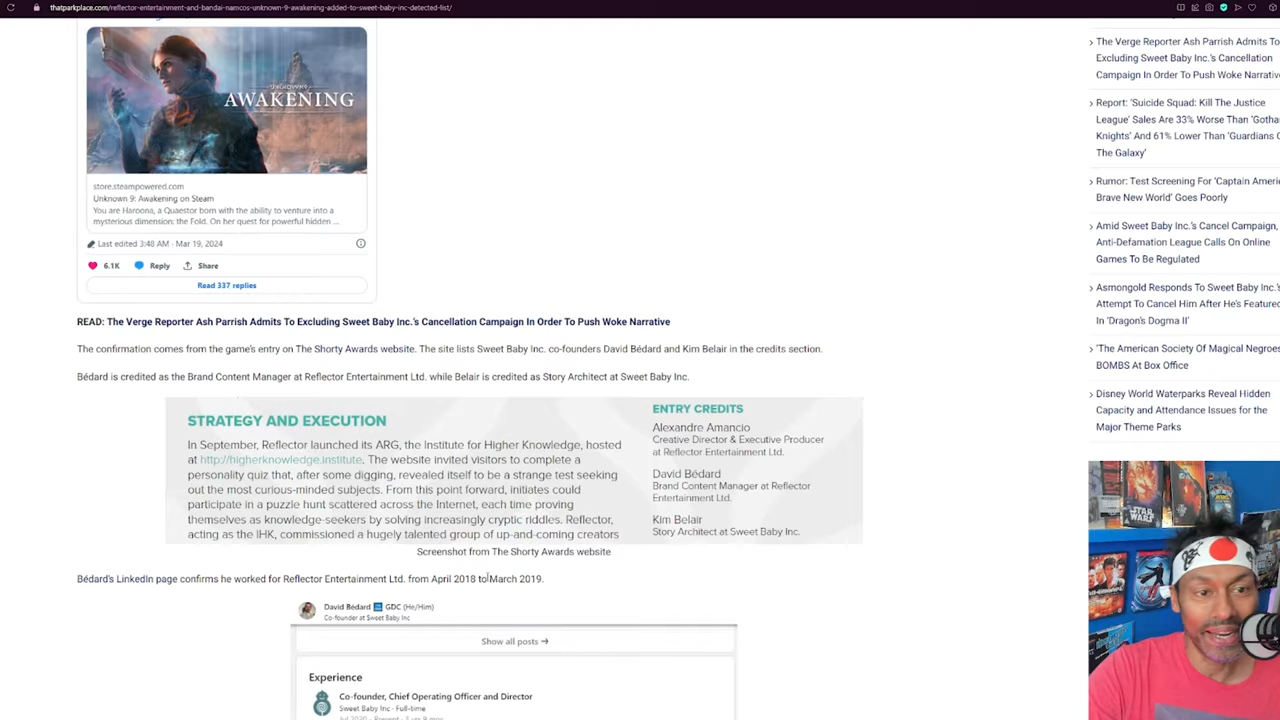 thatparkplace.com/reflector-entertainment-and-bandai-namcos-unknown-9-awakening-added-to-sweet-baby-inc-detected-list/
UNKNOWN 9
AWAKENING
store.steampowered.com
Unknown 9: Awakening on Steam
You are Haroona, a Quaestor born with the ability to venture into a
mysterious dimension: the Fold. On her quest for powerful hidden ...
Last edited 3:48 AM · Mar 19, 2024
6.1K Reply Share
Read 337 replies
READ: The Verge Reporter Ash Parrish Admits To Excluding Sweet Baby Inc.'s Cancellation Campaign In Order To Push Woke Narrative
The confirmation comes from the game's entry on The Shorty Awards website. The site lists Sweet Baby Inc. co-founders David Bédard and Kim Belair in the credits section.
Bédard is credited as the Brand Content Manager at Reflector Entertainment Ltd. while Belair is credited as Story Architect at Sweet Baby Inc.
STRATEGY AND EXECUTION
In September, Reflector launched its ARG, the Institute for Higher Knowledge, hosted
at http://higherknowledge.institute. The website invited visitors to complete a
personality quiz that, after some digging, revealed itself to be a strange test seeking
out the most curious-minded subjects. From this point forward, initiates could
participate in a puzzle hunt scattered across the Internet, each time proving
themselves as knowledge-seekers by solving increasingly cryptic riddles. Reflector,
acting as the IHK, commissioned a hugely talented group of up-and-coming creators
ENTRY CREDITS
Alexandre Amancio
Creative Director & Executive Producer
at Reflector Entertainment Ltd.
David Bédard
Brand Content Manager at Reflector
Entertainment Ltd.
Kim Belair
Story Architect at Sweet Baby Inc.
Screenshot from The Shorty Awards website
Bédard's LinkedIn page confirms he worked for Reflector Entertainment Ltd. from April 2018 to March 2019.
David Bédard GDC (He/Him)
Co-founder at Sweet Baby Inc
Show all posts →
Experience
Co-founder, Chief Operating Officer and Director
Sweet Baby Inc · Full-time
The Verge Reporter Ash Parrish Admits To
Excluding Sweet Baby Inc.'s Cancellation
Campaign In Order To Push Woke Narrative
Report: 'Suicide Squad: Kill The Justice
League' Sales Are 33% Worse Than 'Gotham
Knights' And 61% Lower Than 'Guardians Of
The Galaxy'
Rumor: Test Screening For 'Captain America:
Brave New World' Goes Poorly
Amid Sweet Baby Inc.'s Cancel Campaign,
Anti-Defamation League Calls On Online
Games To Be Regulated
Asmongold Responds To Sweet Baby Inc.'s
Attempt To Cancel Him After He's Featured
In 'Dragon's Dogma II'
'The American Society Of Magical Negroes'
BOMBS At Box Office
Disney World Waterparks Reveal Hidden
Capacity and Attendance Issues for the
Major Theme Parks
STAR
WARS